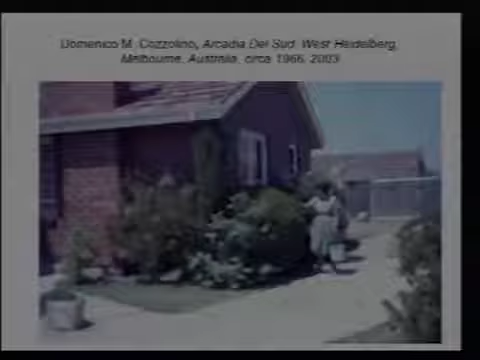 Domenico M. Cozzolino, Arcadia Del Sud, West Heidelberg,
Melbourne, Australia, circa 1966, 2003